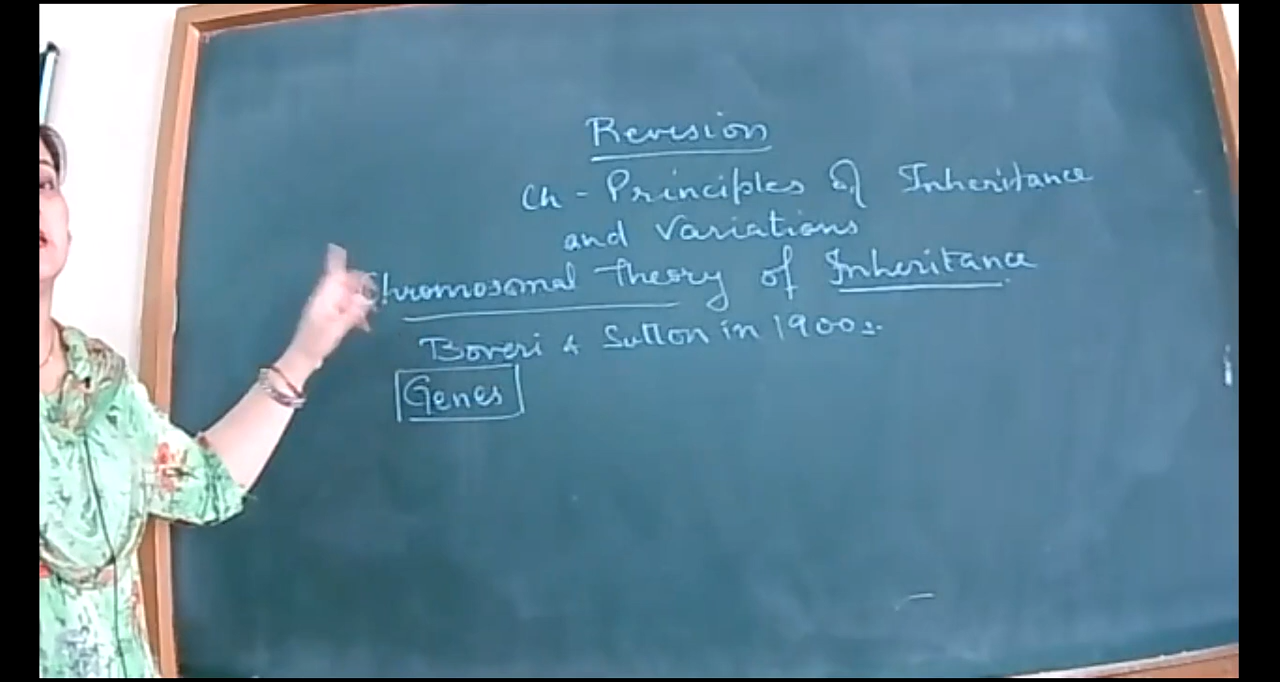 Revision
Ch - Principles of Inheritance
and Variations
Chromosomal Theory of Inheritance
Boveri & Sutton in 1900s.
Genes